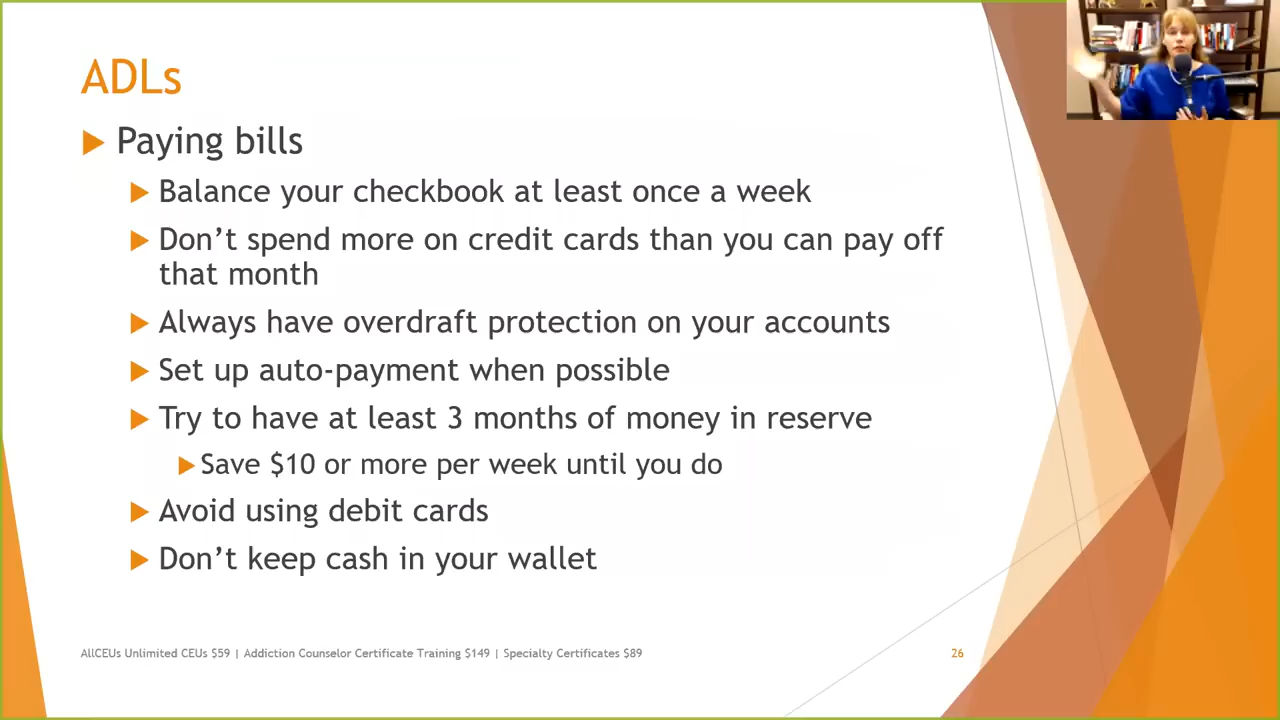 ADLs
Paying bills
Balance your checkbook at least once a week
Don’t spend more on credit cards than you can pay off
that month
Always have overdraft protection on your accounts
Set up auto-payment when possible
Try to have at least 3 months of money in reserve
Save $10 or more per week until you do
Avoid using debit cards
Don’t keep cash in your wallet
AllCEUs Unlimited CEUs $59 | Addiction Counselor Certificate Training $149 | Specialty Certificates $89
26